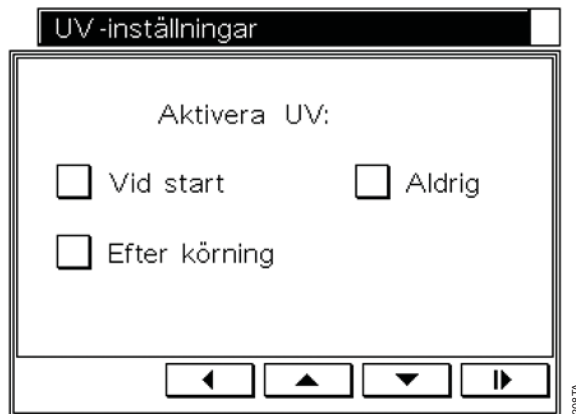 UV-inställningar
Aktivera UV:
Vid start
Aldrig
Efter körning